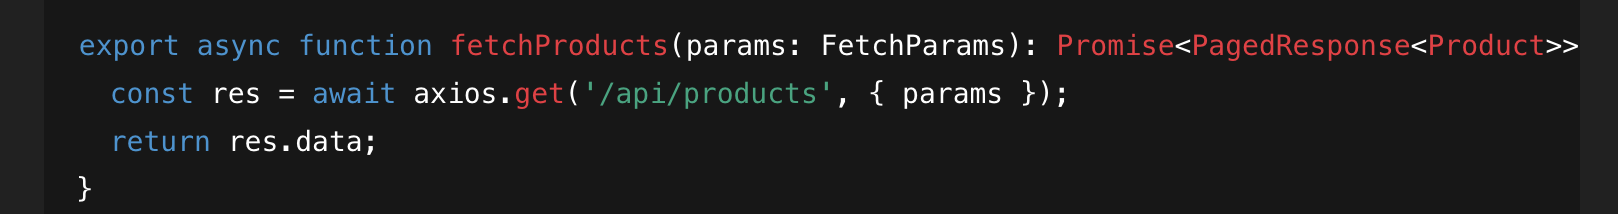 export async function fetchProducts(params: FetchParams): Promise<PagedResponse<Product>>
  const res = await axios.get('/api/products', { params });
  return res.data;
}